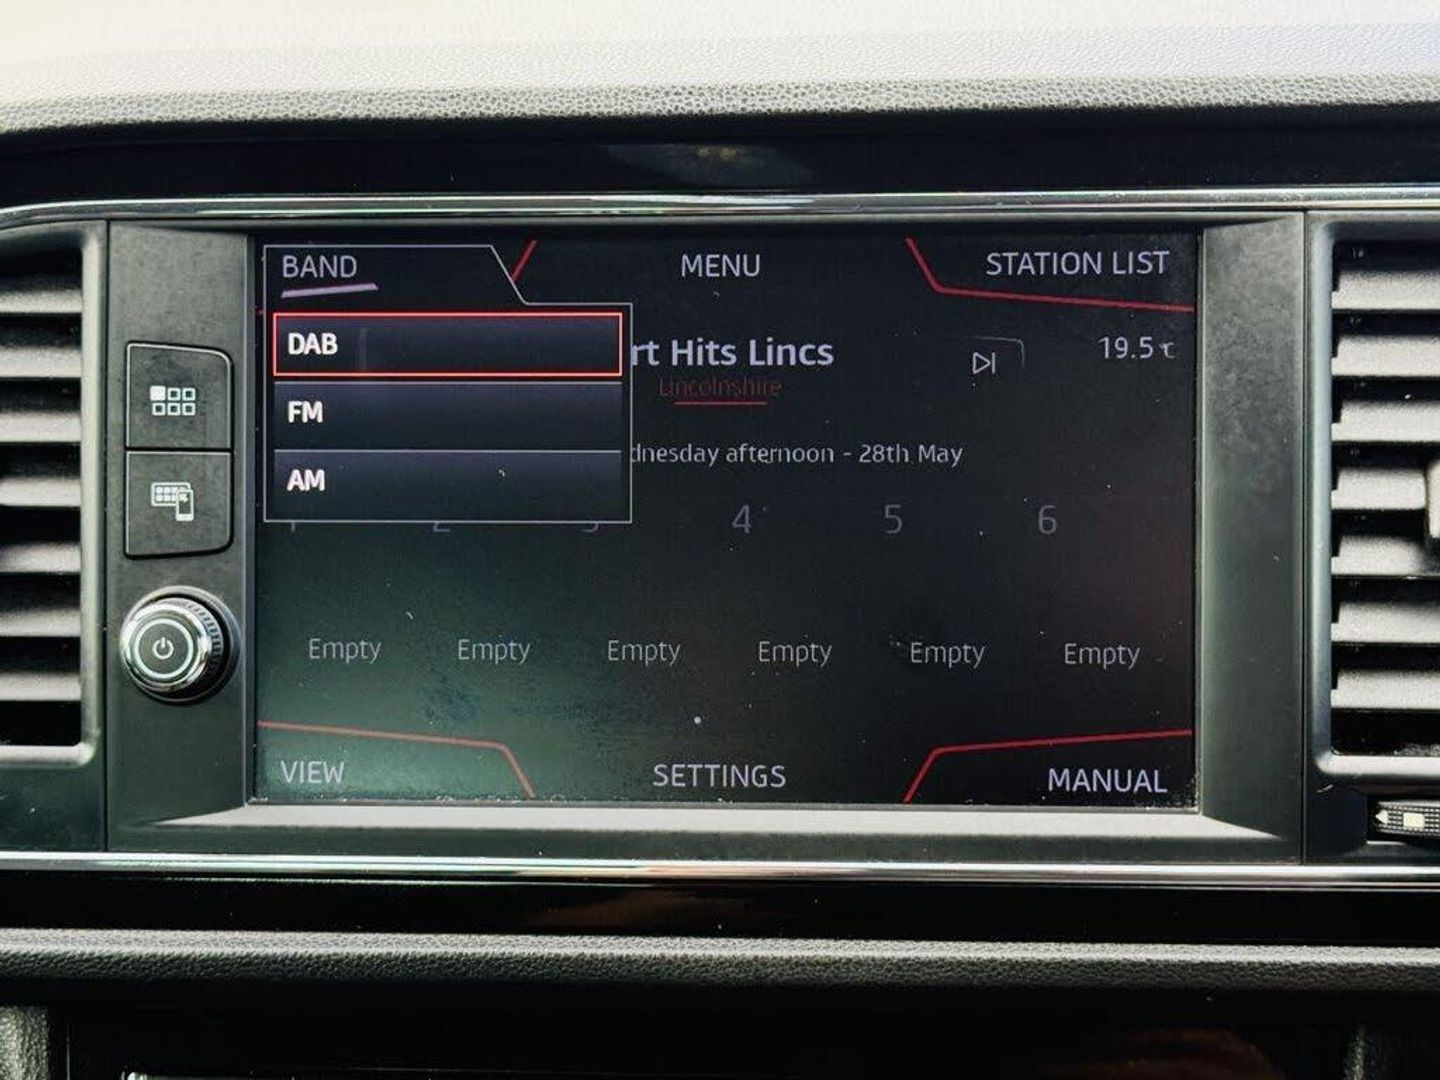 BAND MENU STATION LIST
DAB
rt Hits Lincs 19.5°C
Lincolnshire
FM
dnesday afternoon - 28th May
AM
4 5 6
Empty Empty Empty Empty Empty Empty
VIEW SETTINGS MANUAL